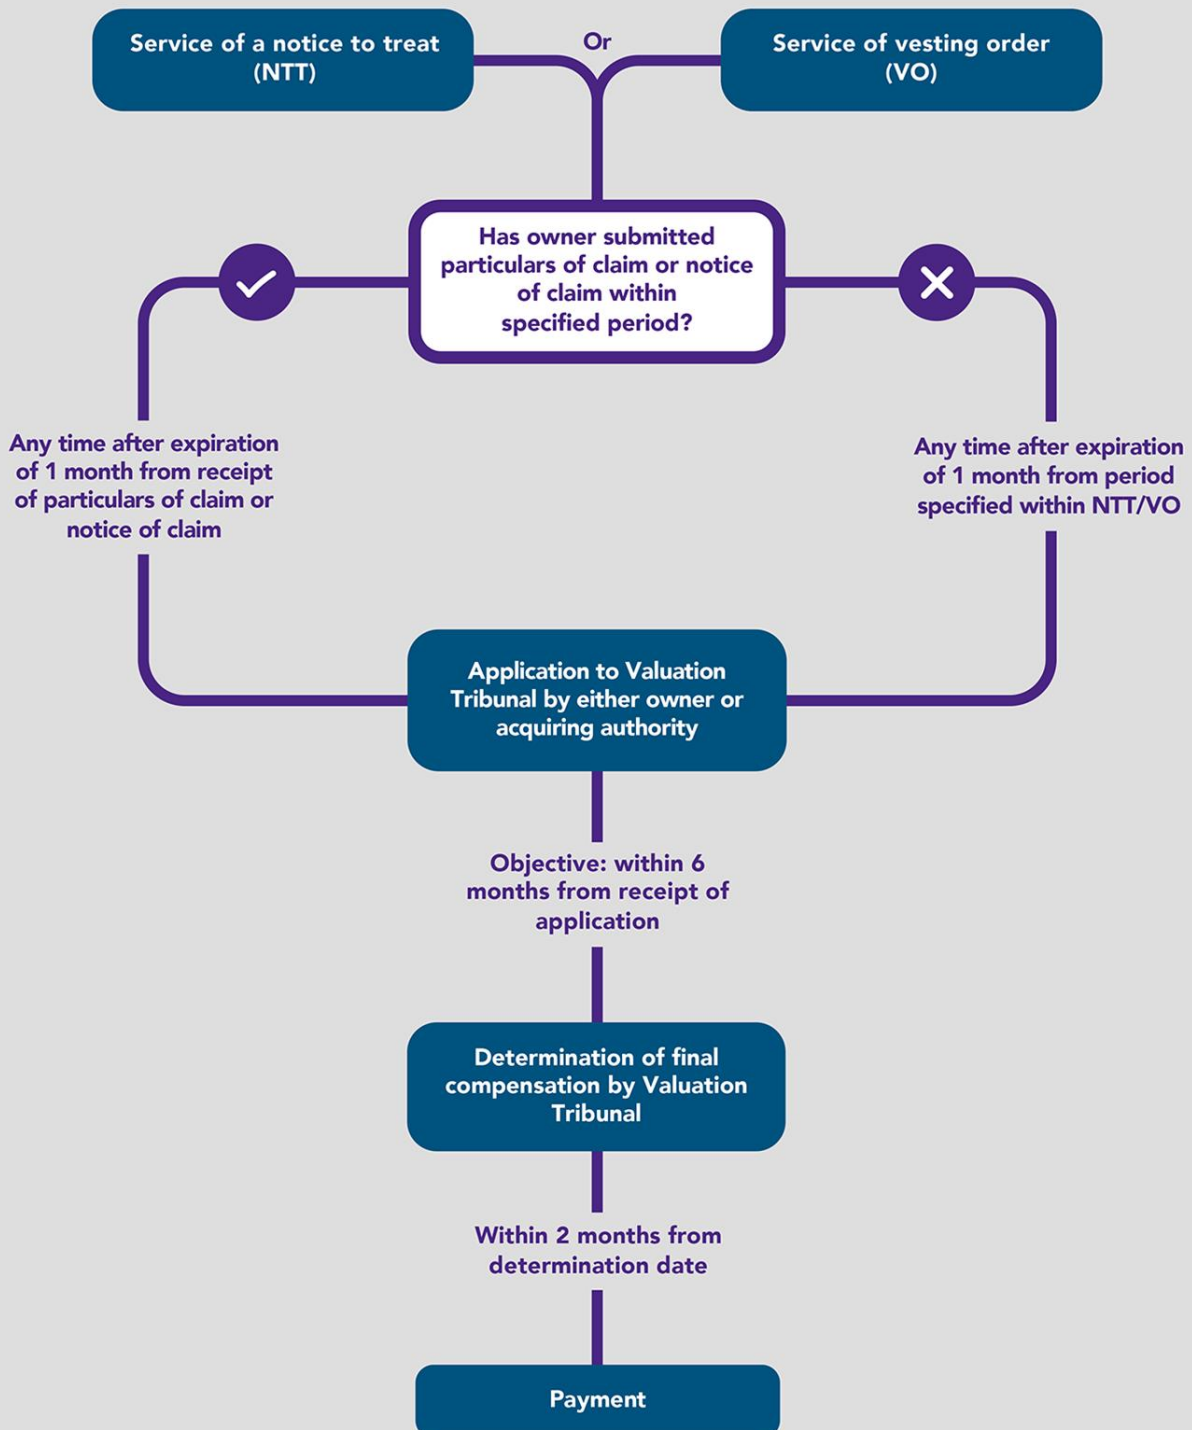 Service of a notice to treat
(NTT)
Or
Service of vesting order
(VO)
Has owner submitted
particulars of claim or notice
of claim within
specified period?
Any time after expiration
of 1 month from receipt
of particulars of claim or
notice of claim
Any time after expiration
of 1 month from period
specified within NTT/VO
Application to Valuation
Tribunal by either owner or
acquiring authority
Objective: within 6
months from receipt of
application
Determination of final
compensation by Valuation
Tribunal
Within 2 months from
determination date
Payment